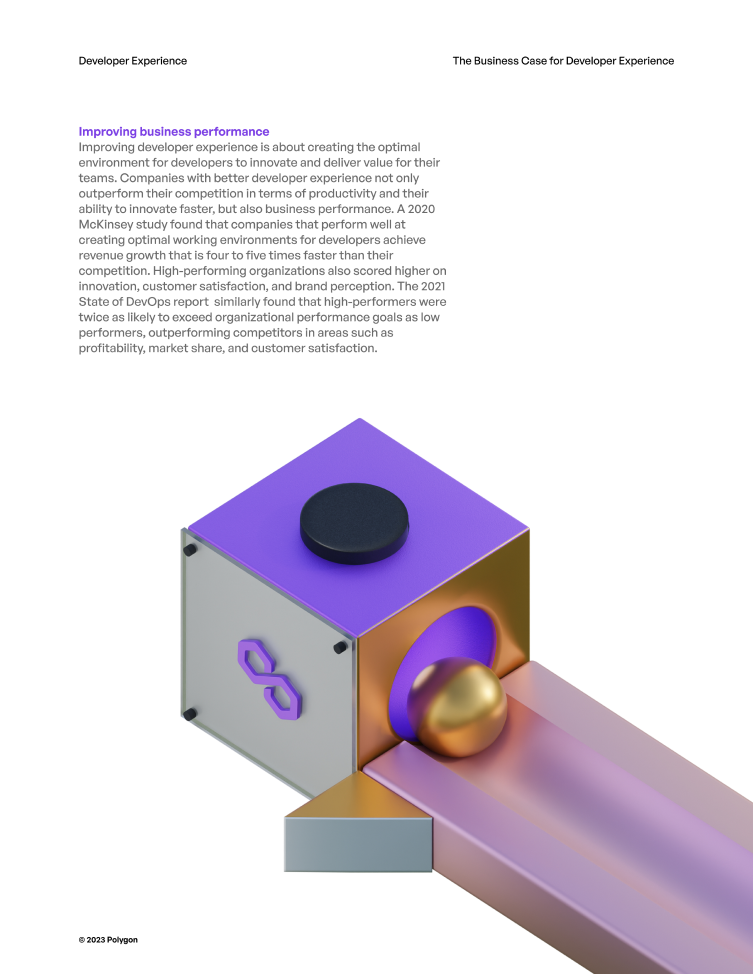 Developer Experience
The Business Case for Developer Experience
Improving business performance
Improving developer experience is about creating the optimal
environment for developers to innovate and deliver value for their
teams. Companies with better developer experience not only
outperform their competition in terms of productivity and their
ability to innovate faster, but also business performance. A 2020
McKinsey study found that companies that perform well at
creating optimal working environments for developers achieve
revenue growth that is four to five times faster than their
competition. High-performing organizations also scored higher on
innovation, customer satisfaction, and brand perception. The 2021
State of DevOps report  similarly found that high-performers were
twice as likely to exceed organizational performance goals as low
performers, outperforming competitors in areas such as
profitability, market share, and customer satisfaction.
© 2023 Polygon